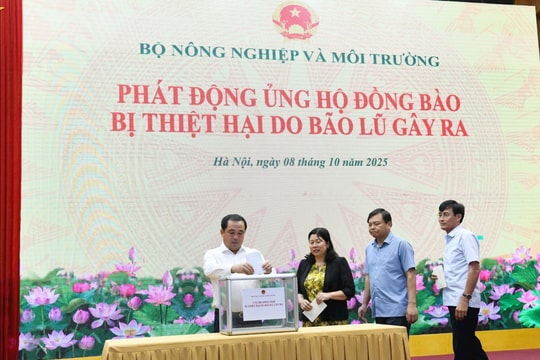 BỘ NÔNG NGHIỆP VÀ MÔI TRƯỜNG
PHÁT ĐỘNG ỦNG HỘ ĐỒNG BÀO
BỊ THIỆT HẠI DO BÃO LŨ GÂY RA
Hà Nội, ngày 08 tháng 10 năm 2025